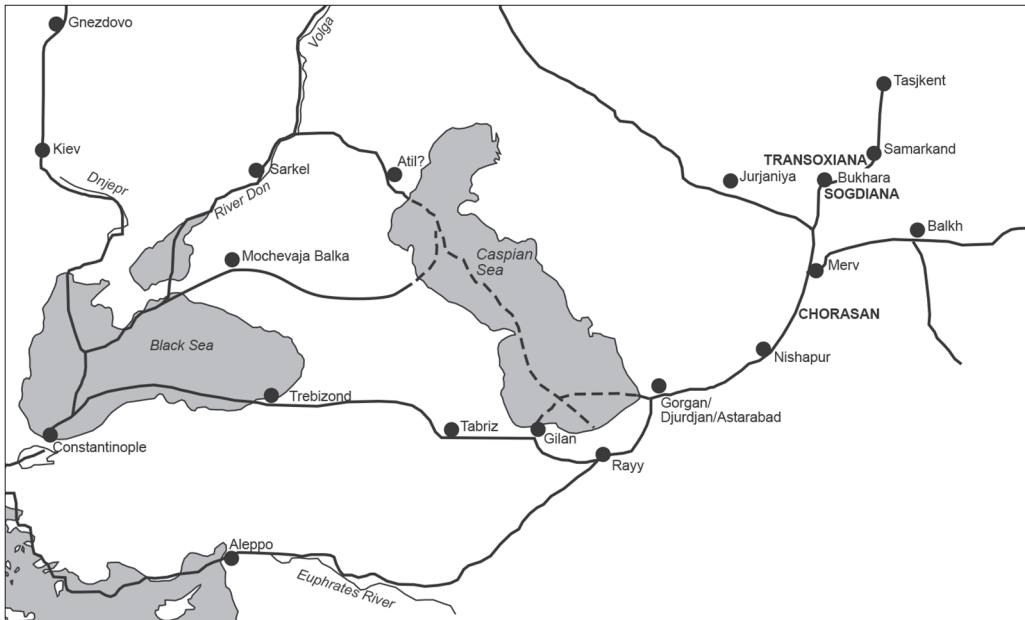 Gnezdovo
Volga
Tasjkent
Kiev
Samarkand
TRANSOXIANA
Atil?
Sarkel
Jurjaniya
Bukhara
SOGDIANA
Dnjepr
River Don
Balkh
Mochevaja Balka
Caspian
Sea
Merv
CHORASAN
Black Sea
Nishapur
Trebizond
Gorgan/
Djurdjan/Astarabad
Tabriz
Gilan
Constantinople
Rayy
Aleppo
Euphrates River